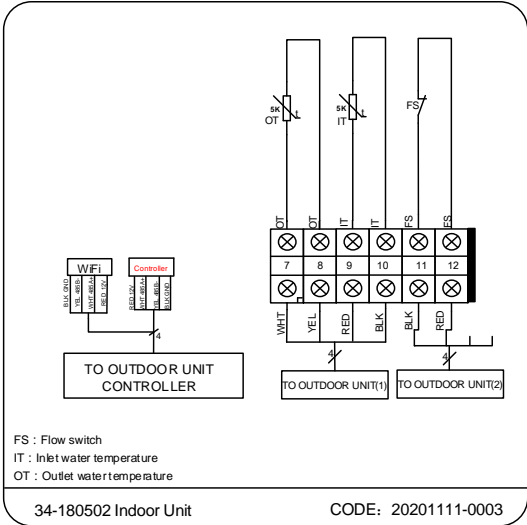 5K
OT
5K
IT
FS
t
t
OT
OT
IT
IT
FS
FS
7
8
9
10
11
12
WHT
YEL
RED
BLK
BLK
RED
4
4
TO OUTDOOR UNIT(1)
TO OUTDOOR UNIT(2)
WiFi
BLK GND
YEL 485B-
WHT 485A+
RED 12V
Controller
RED 12V
WHT 485A+
YEL 485B-
BLK GND
4
TO OUTDOOR UNIT
CONTROLLER
FS : Flow switch
IT : Inlet water temperature
OT : Outlet water temperature
34-180502 Indoor Unit
CODE: 20201111-0003